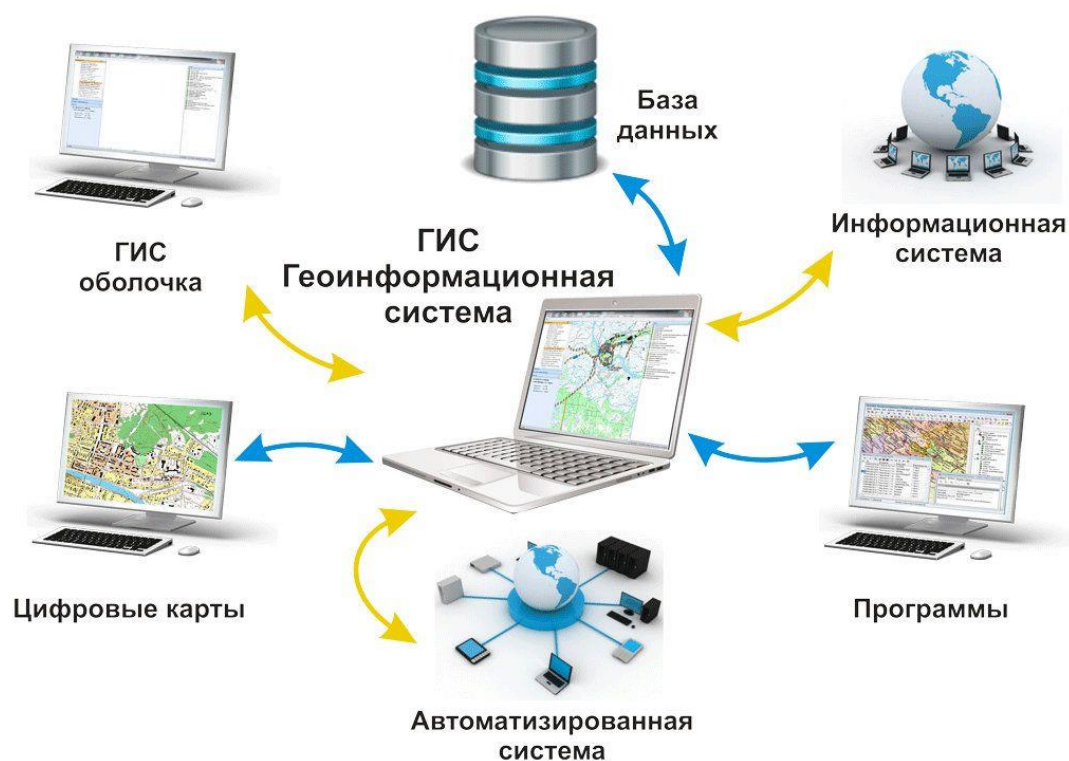 База
данных
Информационная
система
ГИС
оболочка
ГИС
Геоинформационная
система
Цифровые карты
Программы
Автоматизированная
система